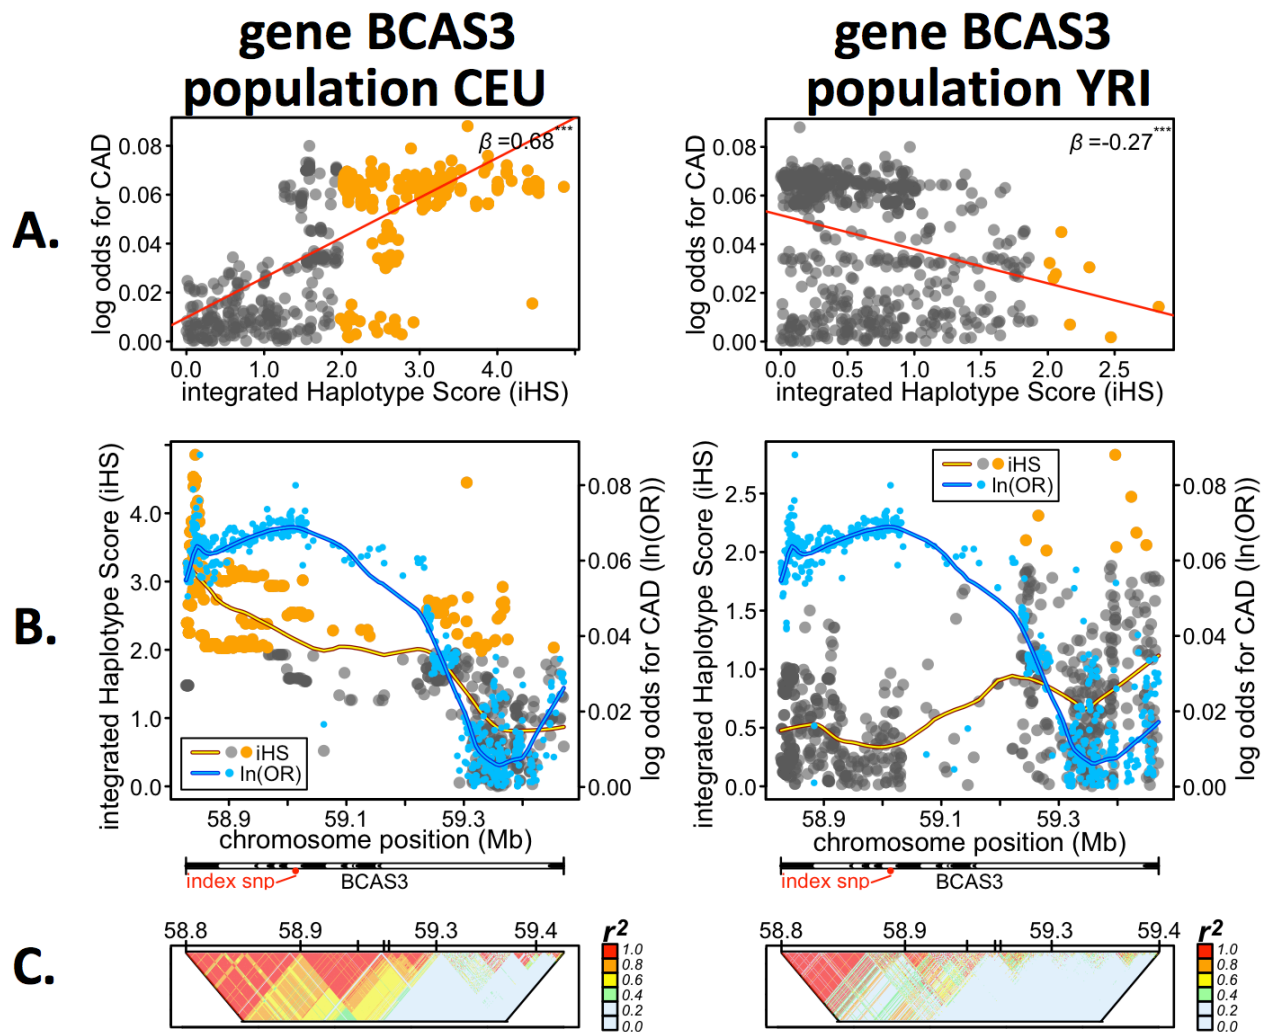 gene BCAS3
population CEU
gene BCAS3
population YRI
A.
log odds for CAD
0.08
0.06
0.04
0.02
0.00
β =0.68***
0.0 1.0 2.0 3.0 4.0
integrated Haplotype Score (iHS)
log odds for CAD
0.08
0.06
0.04
0.02
0.00
β =-0.27***
0.0 0.5 1.0 1.5 2.0 2.5
integrated Haplotype Score (iHS)
B.
integrated Haplotype Score (iHS)
4.0
3.0
2.0
1.0
0.0
iHS
ln(OR)
0.08
0.06
0.04
0.02
0.00
log odds for CAD (ln(OR))
58.9 59.1 59.3
chromosome position (Mb)
index snp
BCAS3
integrated Haplotype Score (iHS)
2.5
2.0
1.5
1.0
0.5
0.0
iHS
ln(OR)
0.08
0.06
0.04
0.02
0.00
log odds for CAD (ln(OR))
58.9 59.1 59.3
chromosome position (Mb)
index snp
BCAS3
C.
58.8 58.9 59.3 59.4
r²
1.0
0.8
0.6
0.4
0.2
0.0
58.8 58.9 59.3 59.4
r²
1.0
0.8
0.6
0.4
0.2
0.0